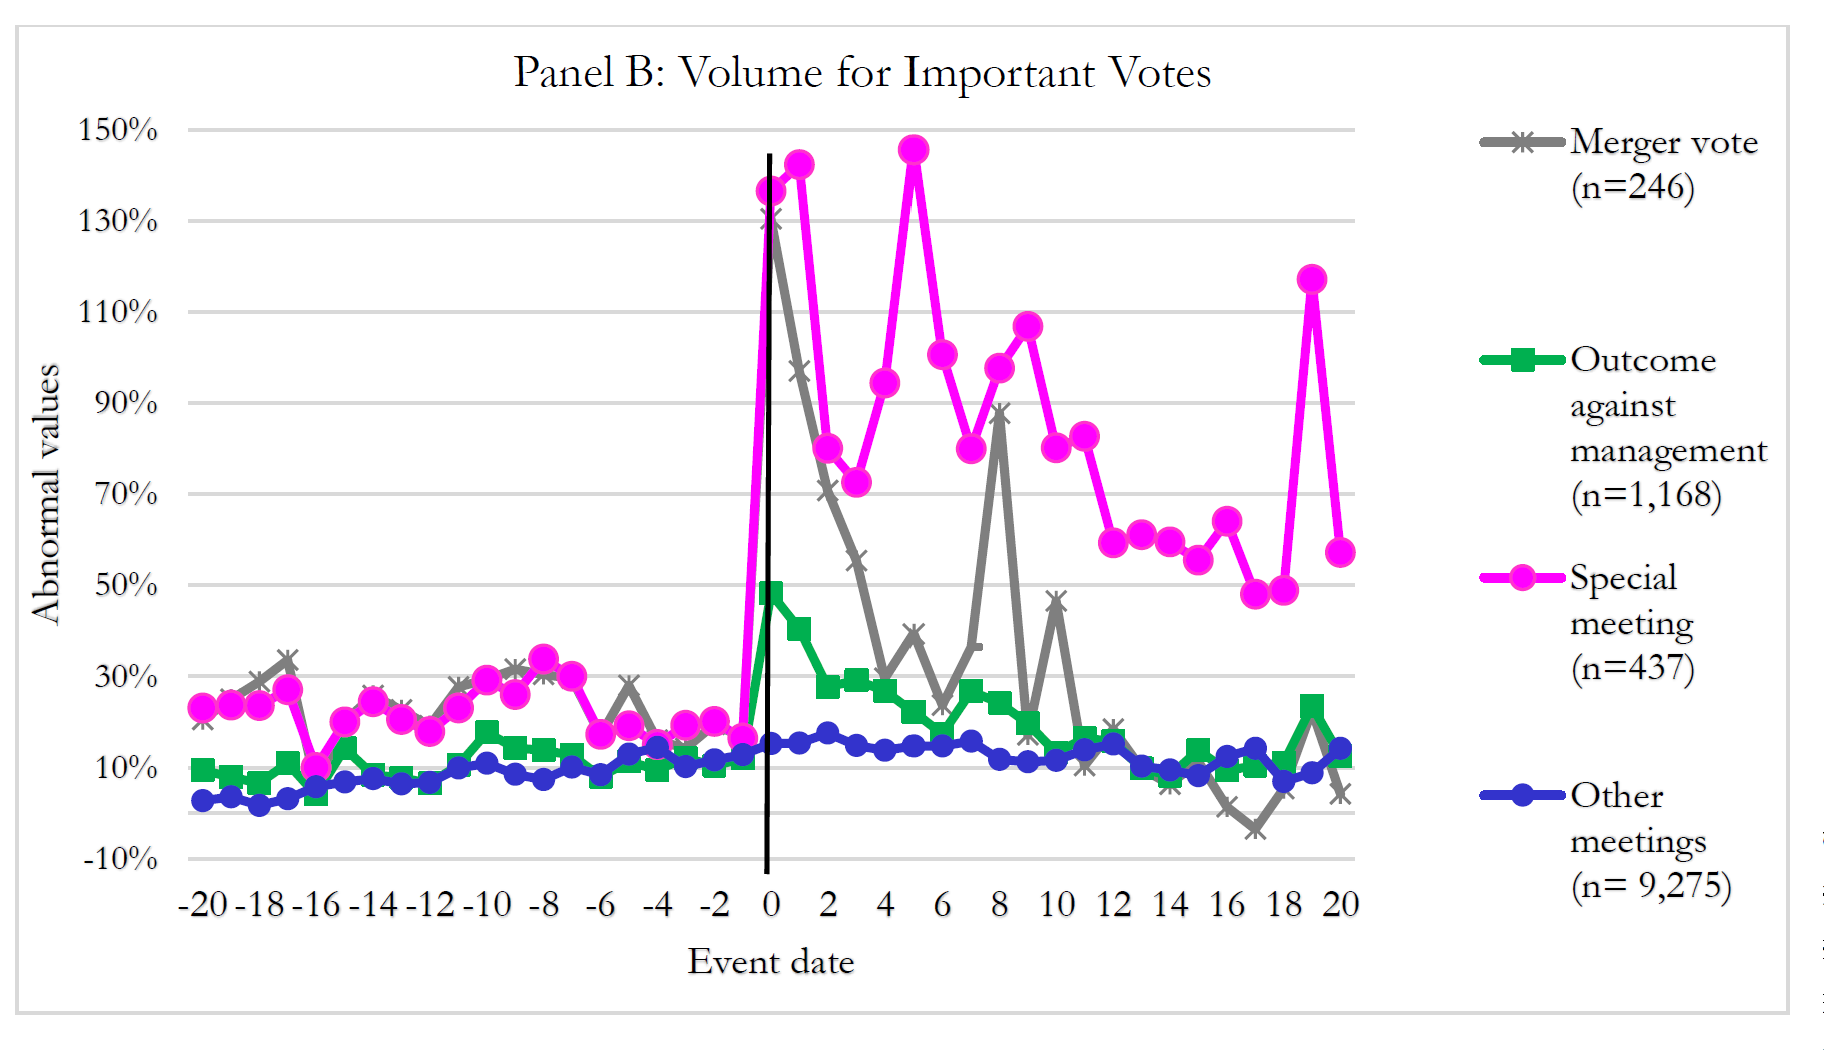 Panel B: Volume for Important Votes
150%
130%
110%
90%
70%
50%
30%
10%
-10%
Abnormal values
-20 -18 -16 -14 -12 -10 -8 -6 -4 -2 0 2 4 6 8 10 12 14 16 18 20
Event date
Merger vote
(n=246)
Outcome
against
management
(n=1,168)
Special
meeting
(n=437)
Other
meetings
(n= 9,275)